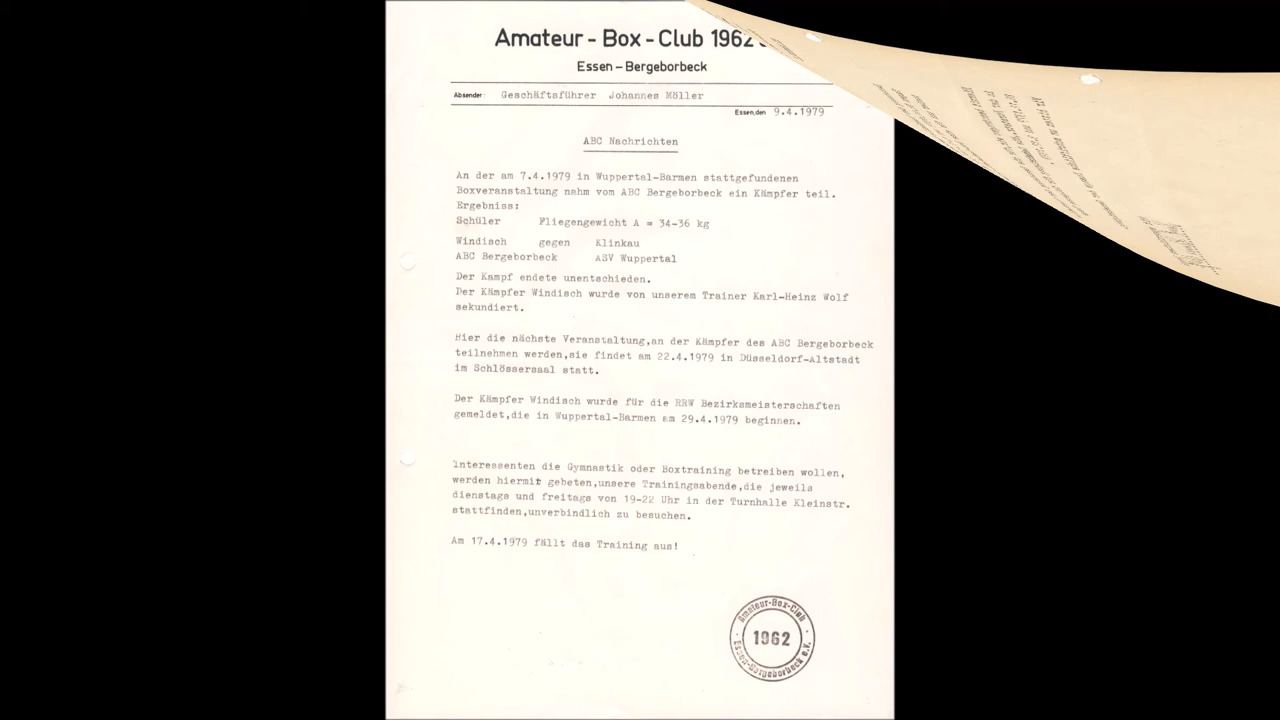 Amateur - Box - Club 1962
Essen - Bergeborbeck
Absender: Geschäftsführer Johannes Möller
Essen,den 9.4.1979
ABC Nachrichten
An der am 7.4.1979 in Wuppertal-Barmen stattgefundenen
Boxveranstaltung nahm vom ABC Bergeborbeck ein Kämpfer teil.
Ergebniss:
Schüler Fliegengewicht A = 34-36 kg
Windisch gegen Klinkau
ABC Bergeborbeck ASV Wuppertal
Der Kampf endete unentschieden.
Der Kämpfer Windisch wurde von unserem Trainer Karl-Heinz Wolf
sekundiert.
Hier die nächste Veranstaltung,an der Kämpfer des ABC Bergeborbeck
teilnehmen werden,sie findet am 22.4.1979 in Düsseldorf-Altstadt
im Schlössersaal statt.
Der Kämpfer Windisch wurde für die RRW Bezirksmeisterschaften
gemeldet,die in Wuppertal-Barmen am 29.4.1979 beginnen.
Interessenten die Gymnastik oder Boxtraining betreiben wollen,
werden hiermit gebeten,unsere Trainingsabende,die jeweils
dienstags und freitags von 19-22 Uhr in der Turnhalle Kleinstr.
stattfinden,unverbindlich zu besuchen.
Am 17.4.1979 fällt das Training aus!
Amateur-Box-Club
1962
Essen-Bergeborbeck e.V.